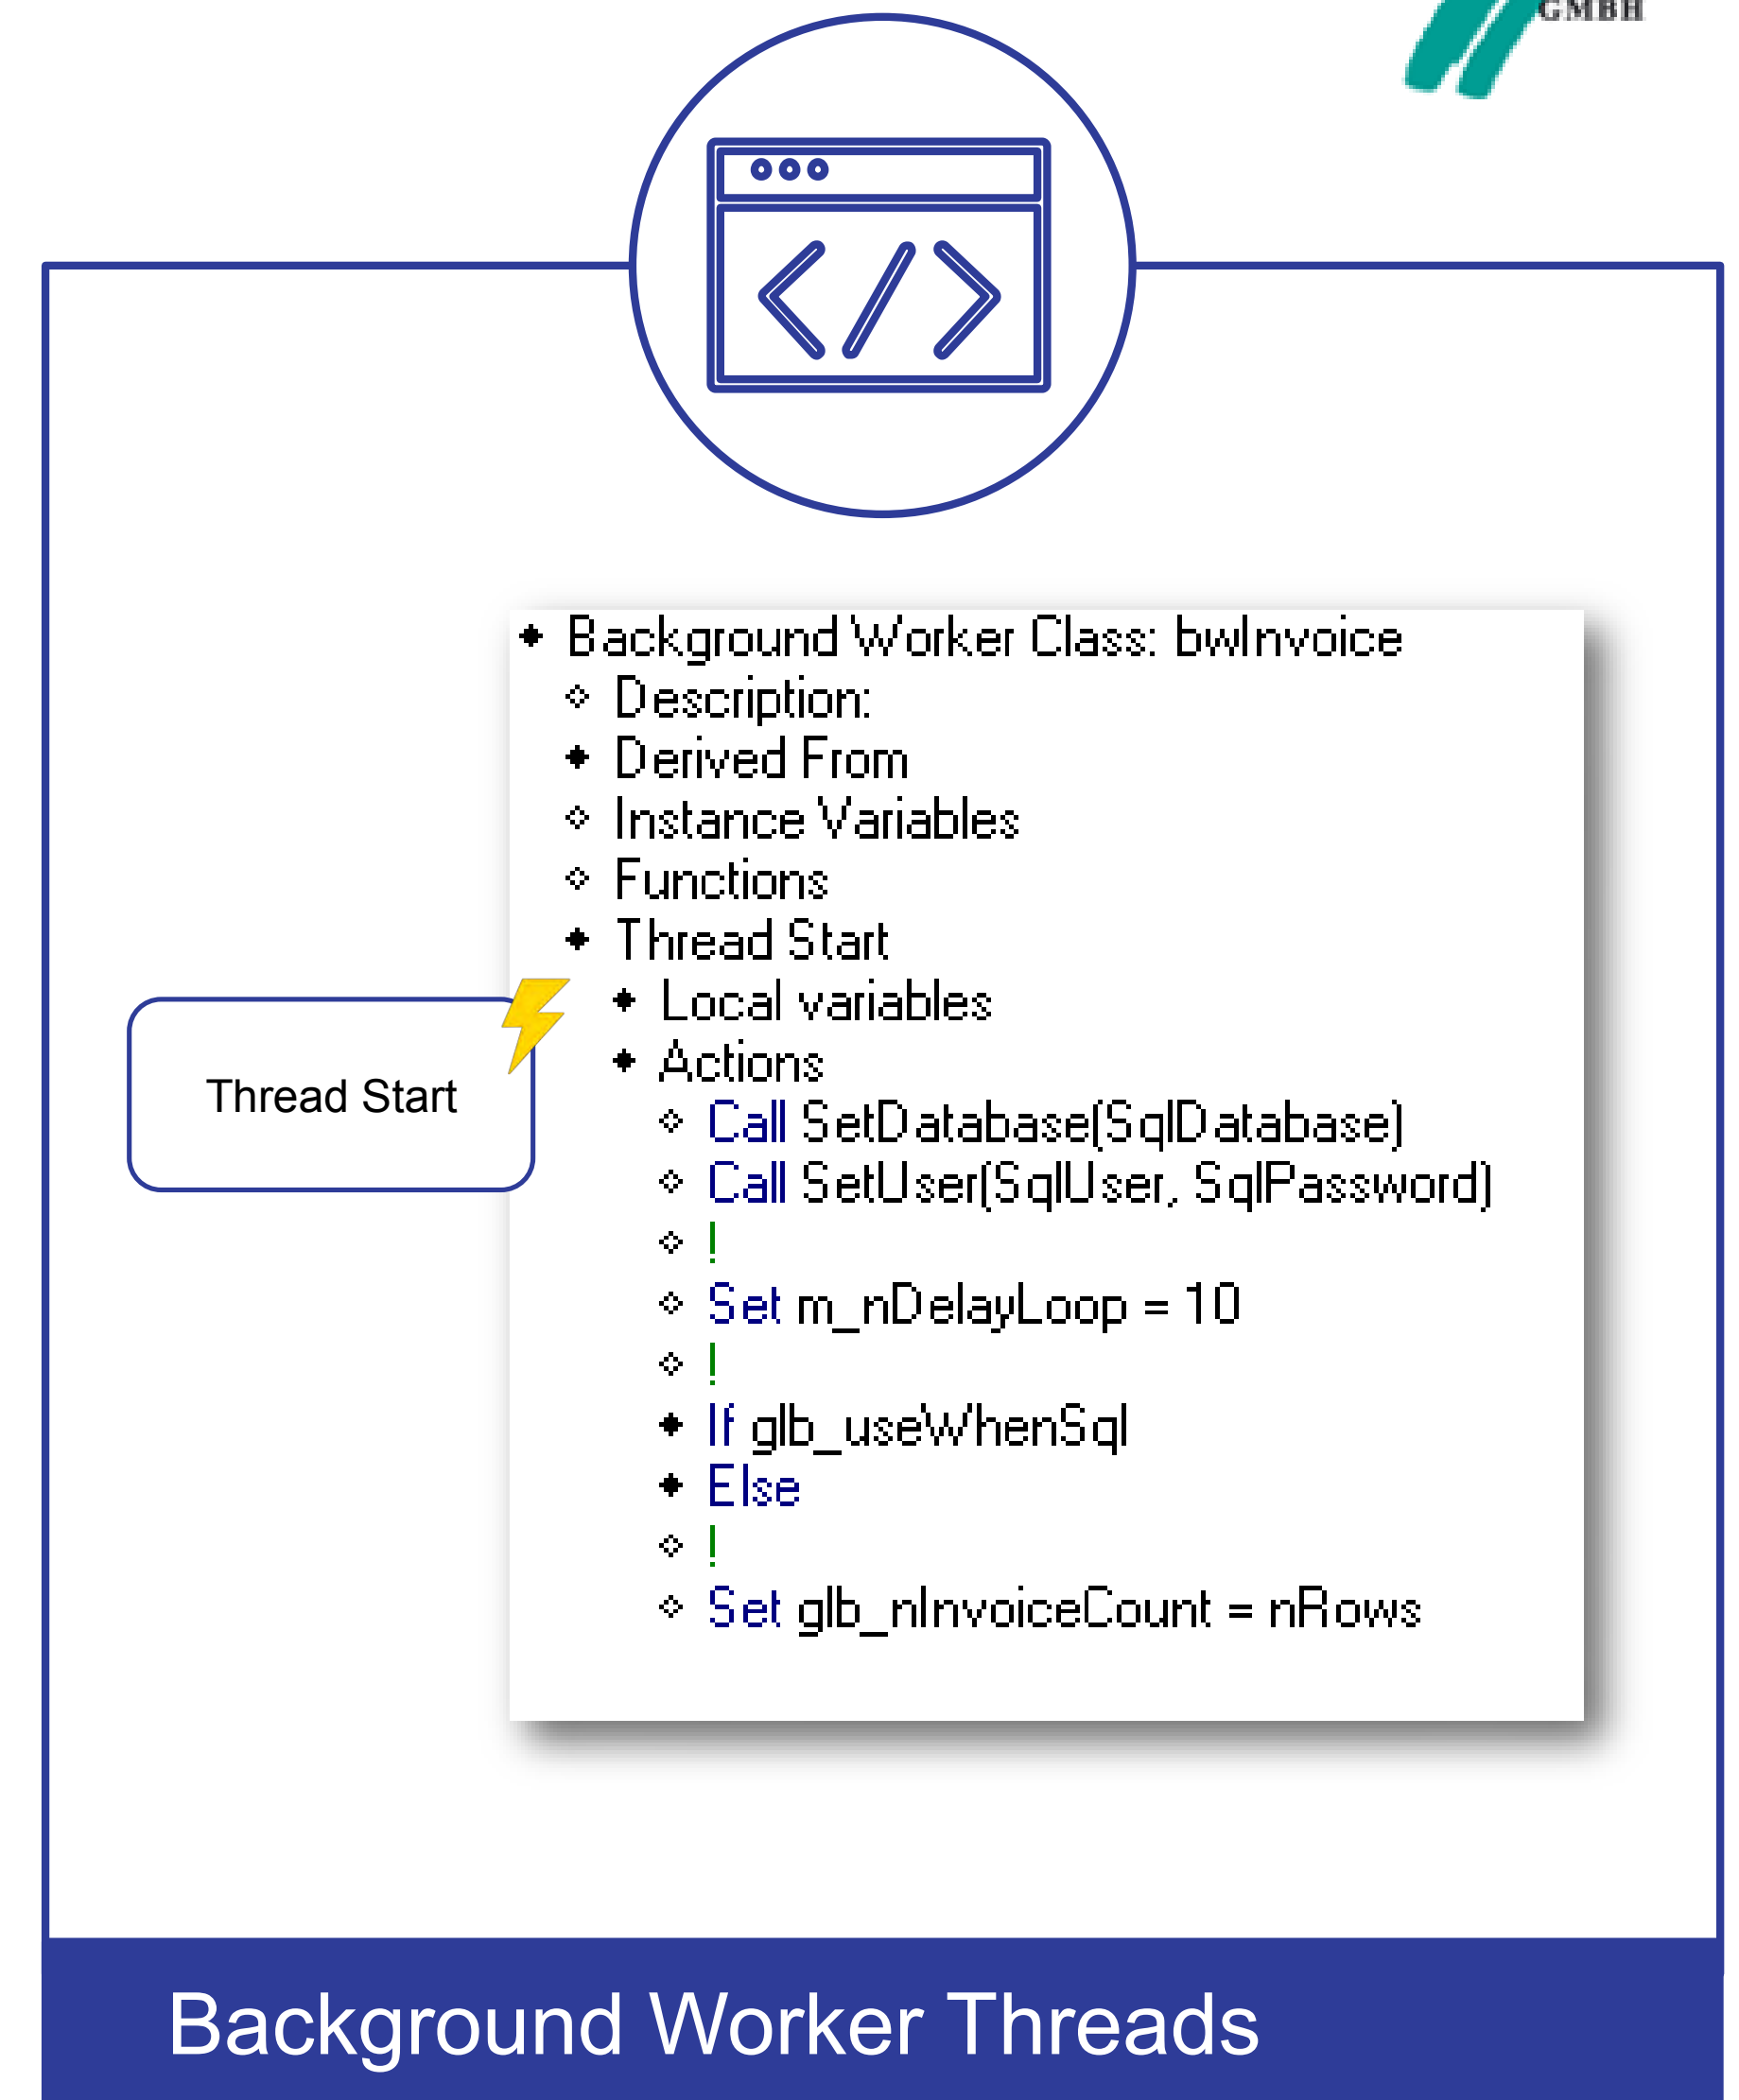 GMBH
</>
Background Worker Class: bwInvoice
Description:
Derived From
Instance Variables
Functions
Thread Start
Local variables
Actions
Call SetDatabase(SqlDatabase)
Call SetUser(SqlUser, SqlPassword)
!
Set m_nDelayLoop = 10
!
If glb_useWhenSql
Else
!
Set glb_nInvoiceCount = nRows
Thread Start
Background Worker Threads